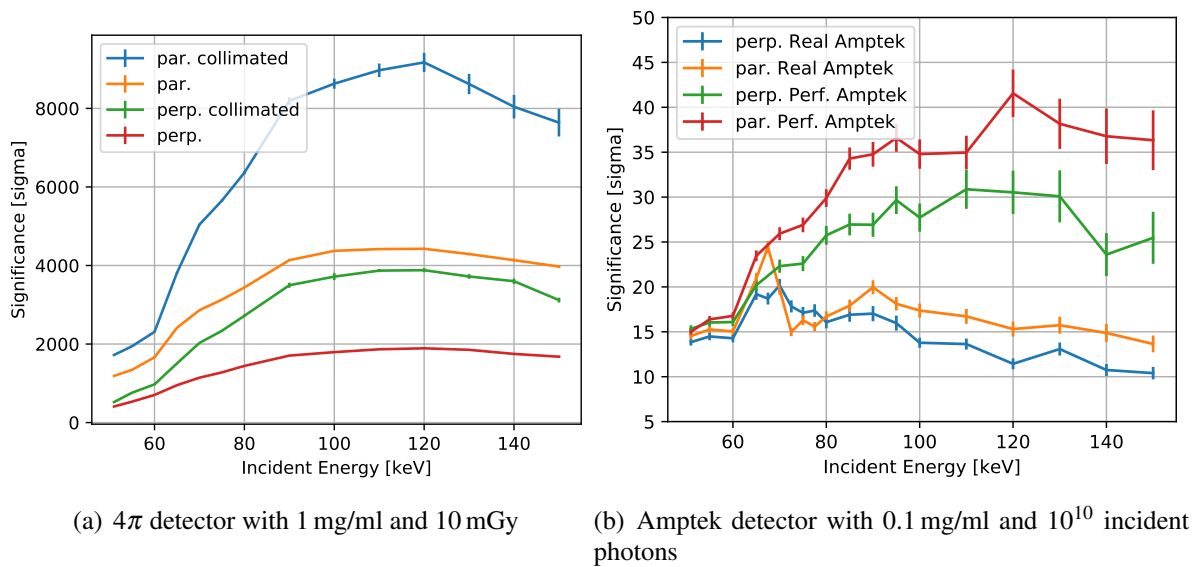 par. collimated
par.
perp. collimated
perp.
8000
6000
4000
2000
0
60
80
100
120
140
Significance [sigma]
Incident Energy [keV]
(a) 4π detector with 1 mg/ml and 10 mGy
perp. Real Amptek
par. Real Amptek
perp. Perf. Amptek
par. Perf. Amptek
50
45
40
35
30
25
20
15
10
5
60
80
100
120
140
Significance [sigma]
Incident Energy [keV]
(b) Amptek detector with 0.1 mg/ml and 10¹⁰ incident
photons